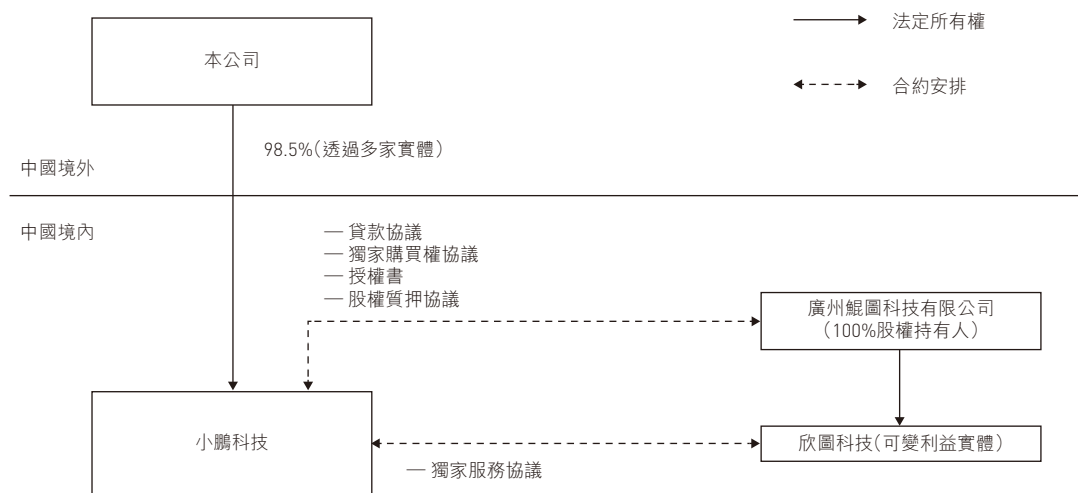 法定所有權
本公司
合約安排
98.5%(透過多家實體)
中國境外
中國境內
— 貸款協議
— 獨家購買權協議
— 授權書
— 股權質押協議
廣州鯤圖科技有限公司
(100%股權持有人)
小鵬科技
欣圖科技(可變利益實體)
— 獨家服務協議